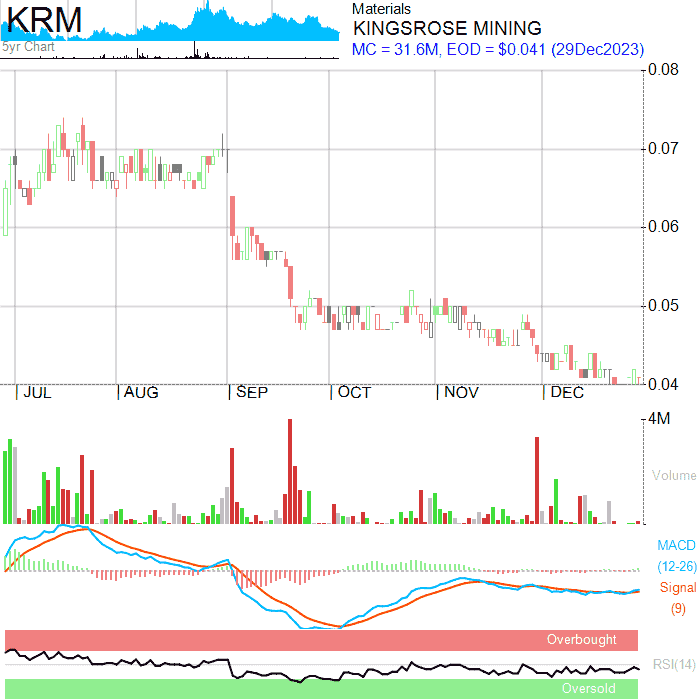 KRM
5yr Chart
Materials
KINGSROSE MINING
MC = 31.6M, EOD = $0.041 (29Dec2023)
0.08
0.07
0.06
0.05
0.04
JUL AUG SEP OCT NOV DEC
4M
Volume
MACD
(12-26)
Signal
(9)
Overbought
RSI(14)
Oversold